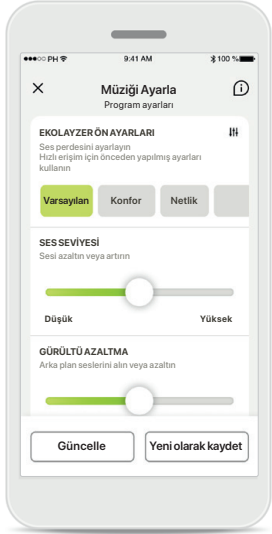 PH
9:41 AM
100 %
Müziği Ayarla
Program ayarları
EKOLAYZER ÖN AYARLARI
Ses perdesini ayarlayın
Hızlı erişim için önceden yapılmış ayarları
kullanın
Varsayılan
Konfor
Netlik
SES SEVİYESİ
Sesi azaltın veya artırın
Düşük
Yüksek
GÜRÜLTÜ AZALTMA
Arka plan seslerini alın veya azaltın
Güncelle
Yeni olarak kaydet